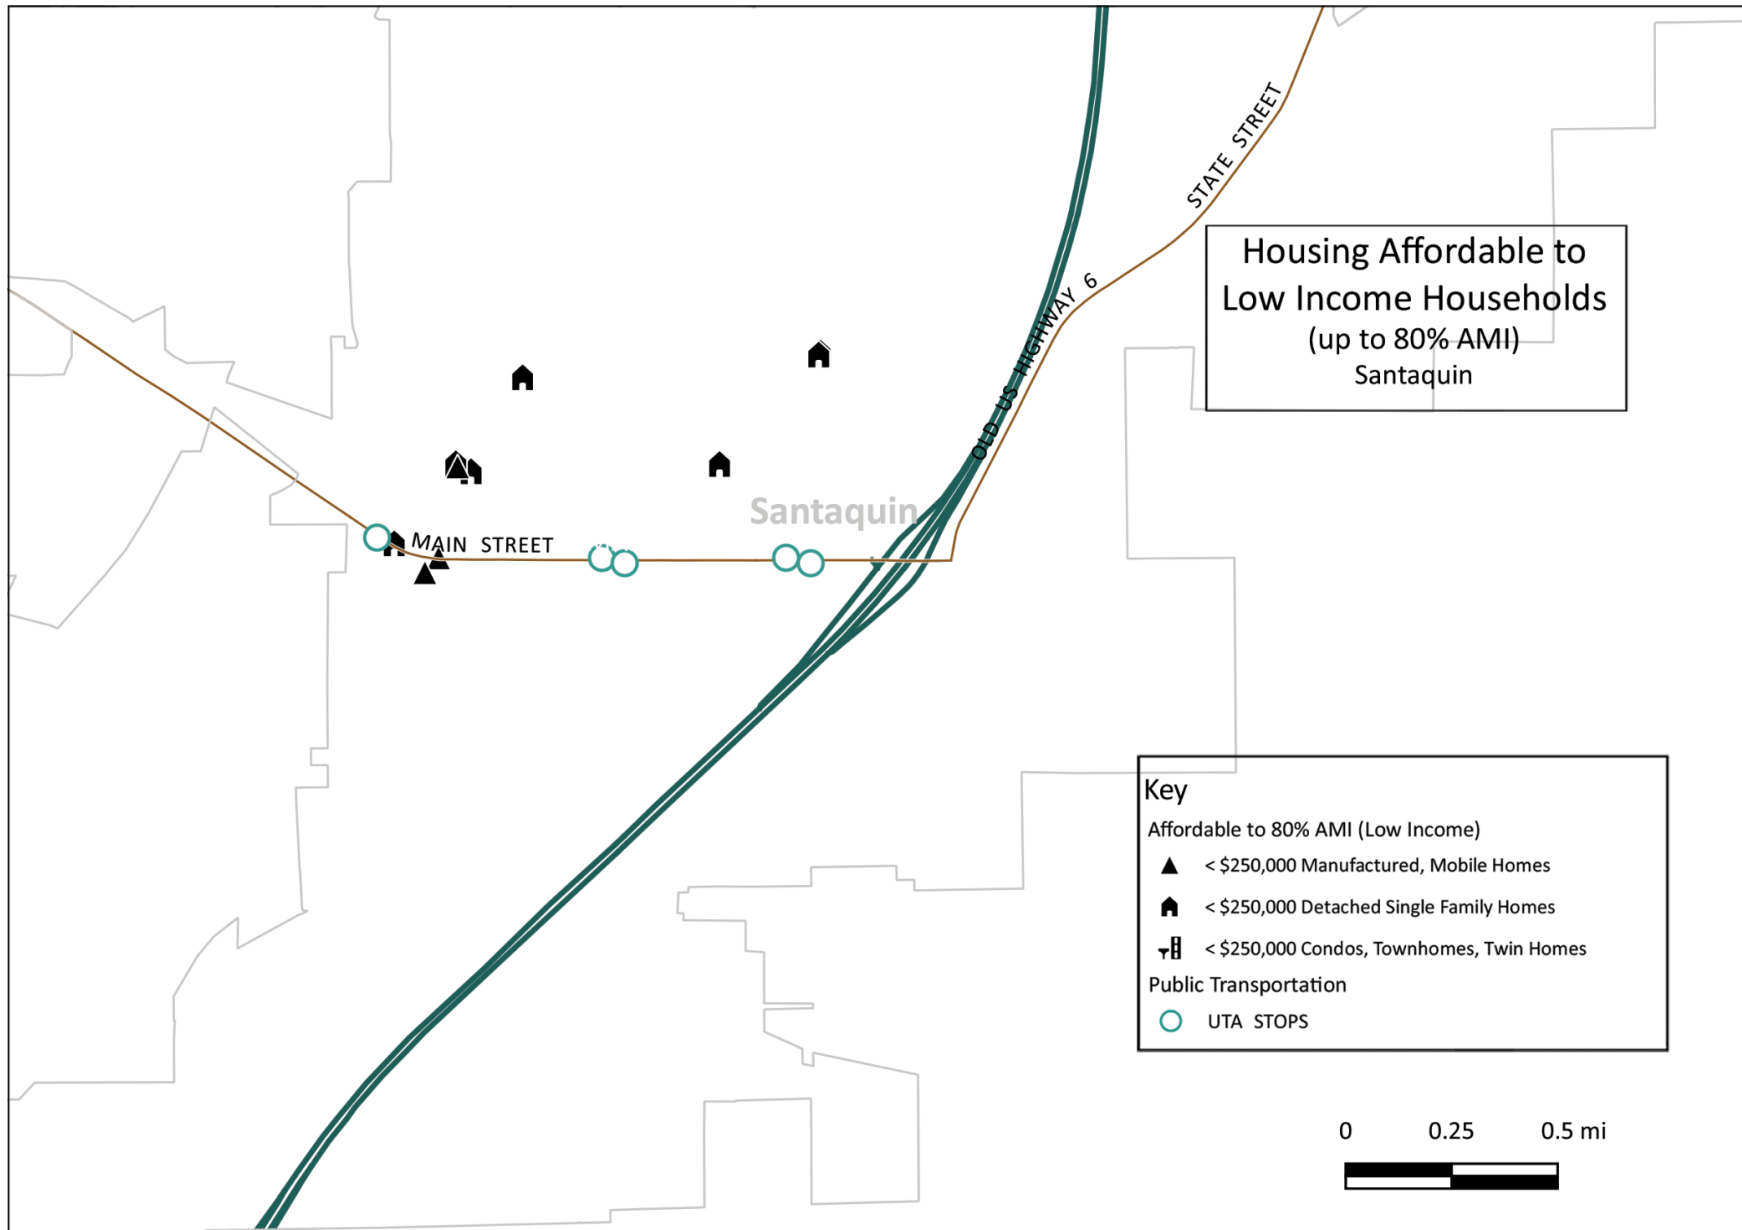 STATE STREET
Housing Affordable to
Low Income Households
(up to 80% AMI)
Santaquin
OLD US HIGHWAY 6
Santaquin
MAIN STREET
Key
Affordable to 80% AMI (Low Income)
< $250,000 Manufactured, Mobile Homes
< $250,000 Detached Single Family Homes
< $250,000 Condos, Townhomes, Twin Homes
Public Transportation
UTA STOPS
0 0.25 0.5 mi